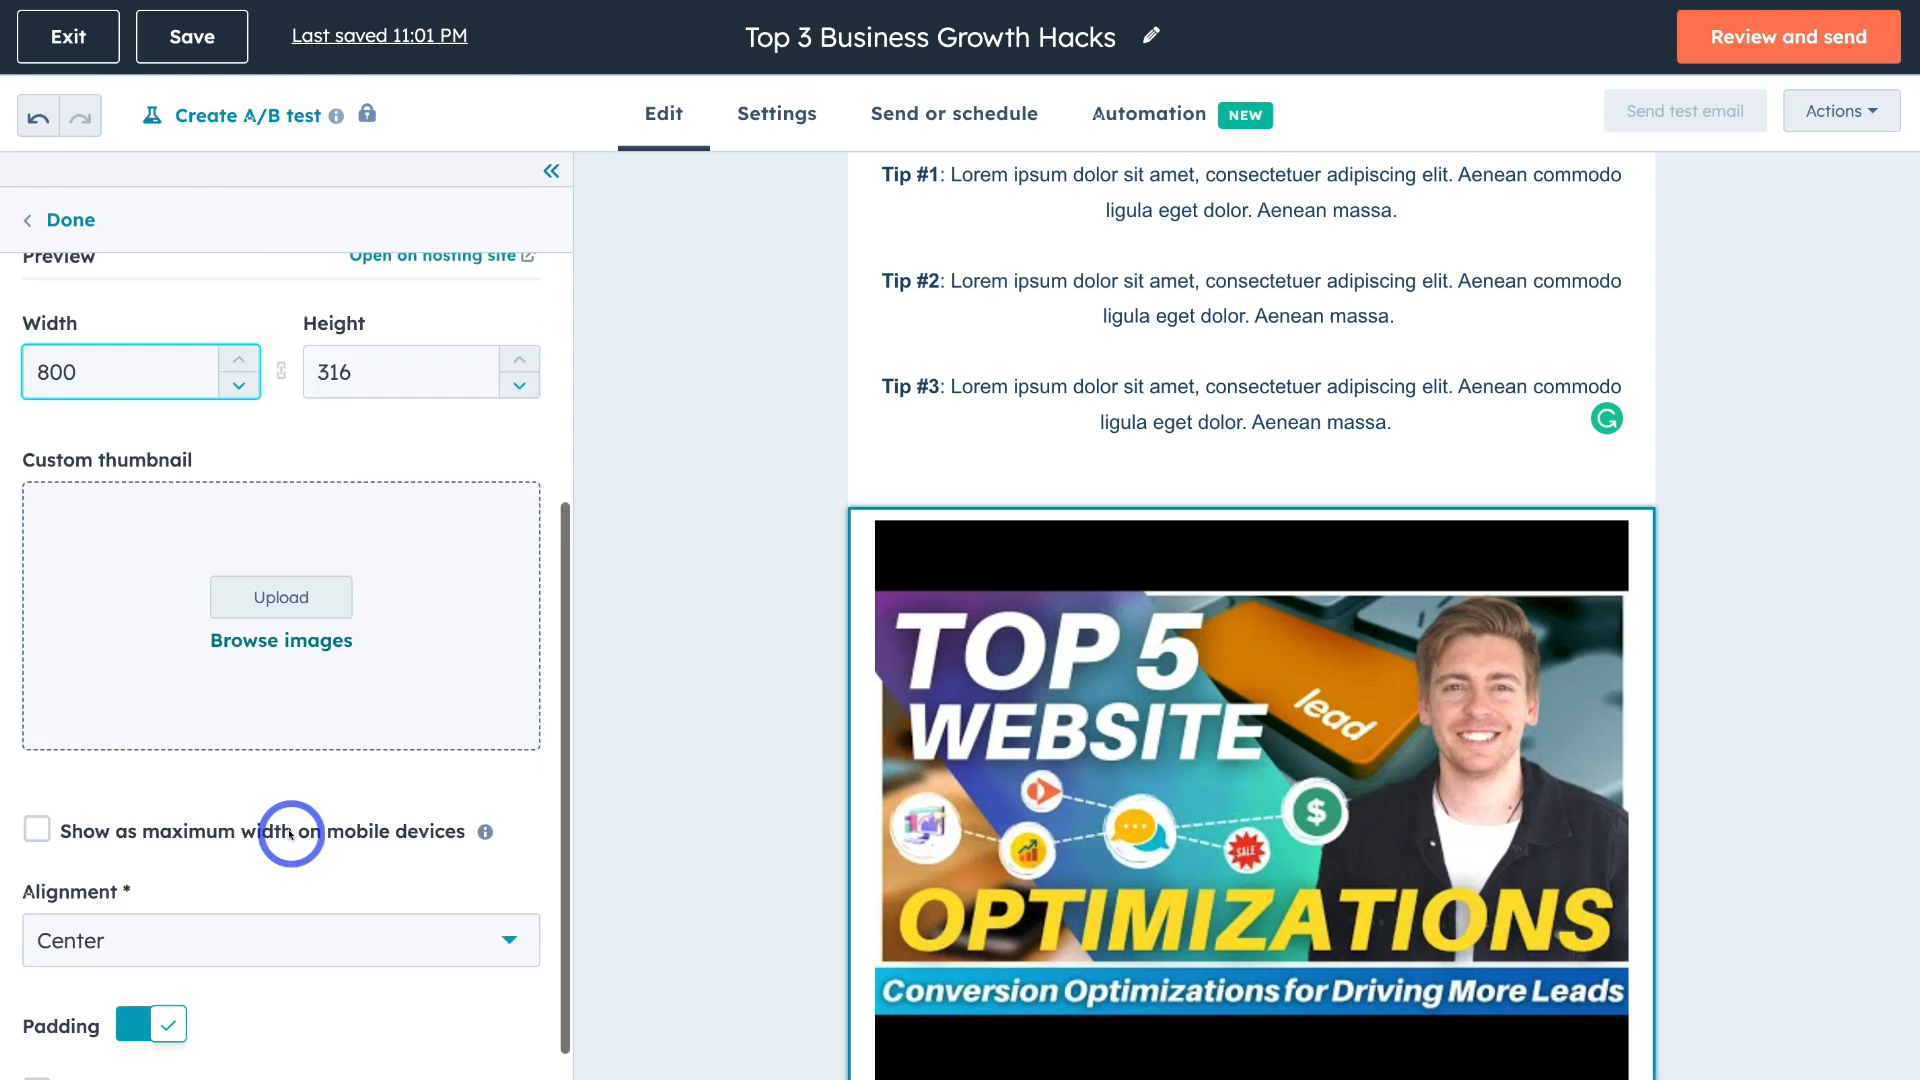 Exit
Save
Last saved 11:01 PM
Top 3 Business Growth Hacks
Review and send
Create A/B test
Edit
Settings
Send or schedule
Automation
NEW
Send test email
Actions
Done
Preview
Open on hosting site
Width
Height
800
316
Custom thumbnail
Upload
Browse images
Show as maximum width on mobile devices
Alignment *
Center
Padding
Tip #1: Lorem ipsum dolor sit amet, consectetuer adipiscing elit. Aenean commodo
ligula eget dolor. Aenean massa.
Tip #2: Lorem ipsum dolor sit amet, consectetuer adipiscing elit. Aenean commodo
ligula eget dolor. Aenean massa.
Tip #3: Lorem ipsum dolor sit amet, consectetuer adipiscing elit. Aenean commodo
ligula eget dolor. Aenean massa.
TOP 5
WEBSITE
lead
$
SALE
OPTIMIZATIONS
Conversion Optimizations for Driving More Leads